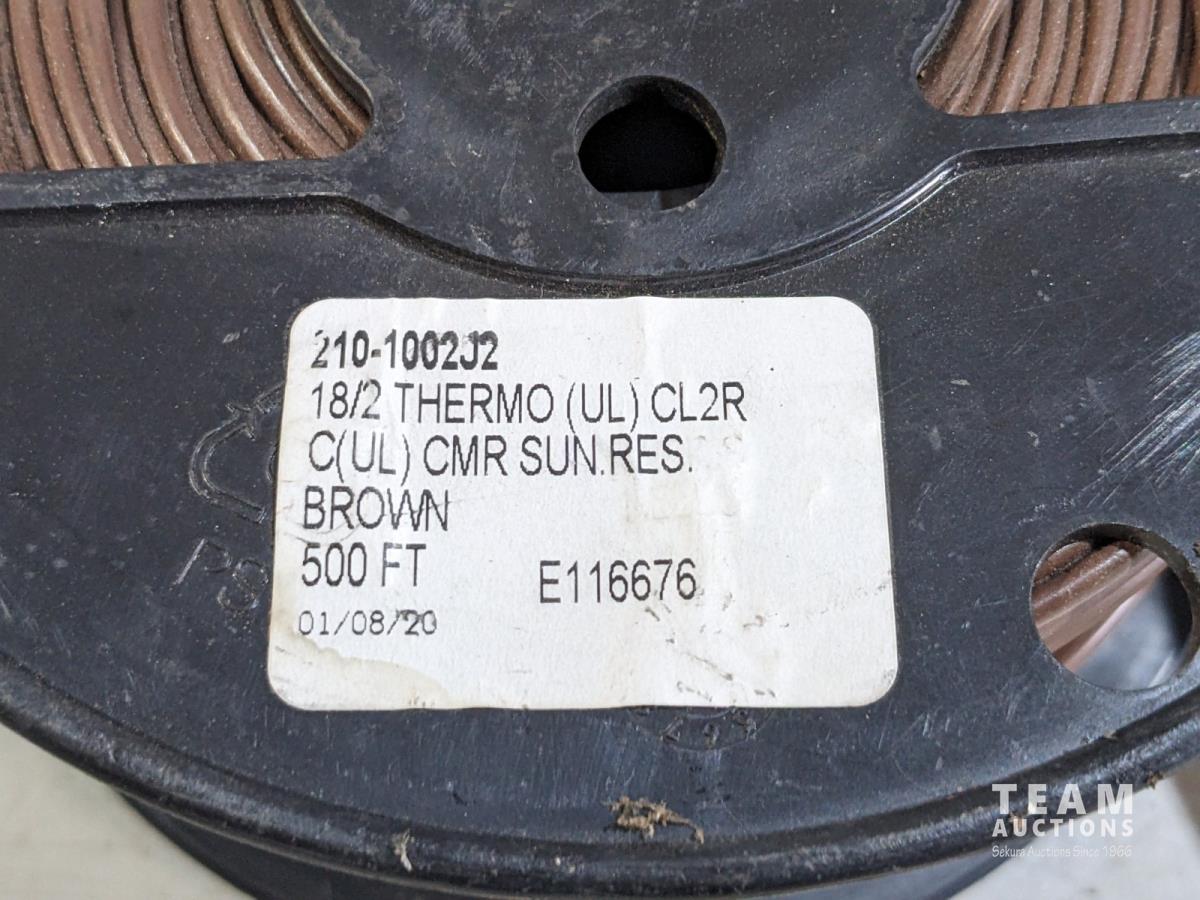 210-1002J2
18/2 THERMO (UL) CL2R
C(UL) CMR SUN.RES.
BROWN
500 FT E116676
01/08/20
TEAM
AUCTIONS
Sekura Auctions Since 1966